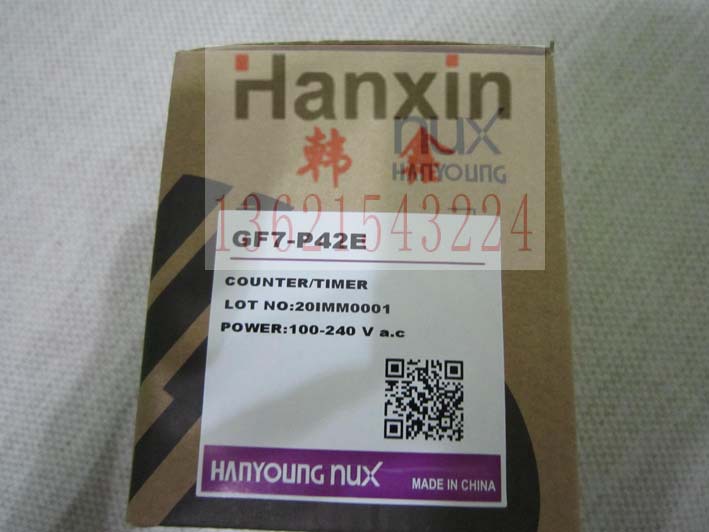 Hanxin
nux
韩 鑫
HANYOUNG
13621543224
GF7-P42E
COUNTER/TIMER
LOT NO:20IMM0001
POWER:100-240 V a.c
HANYOUNG nux
MADE IN CHINA